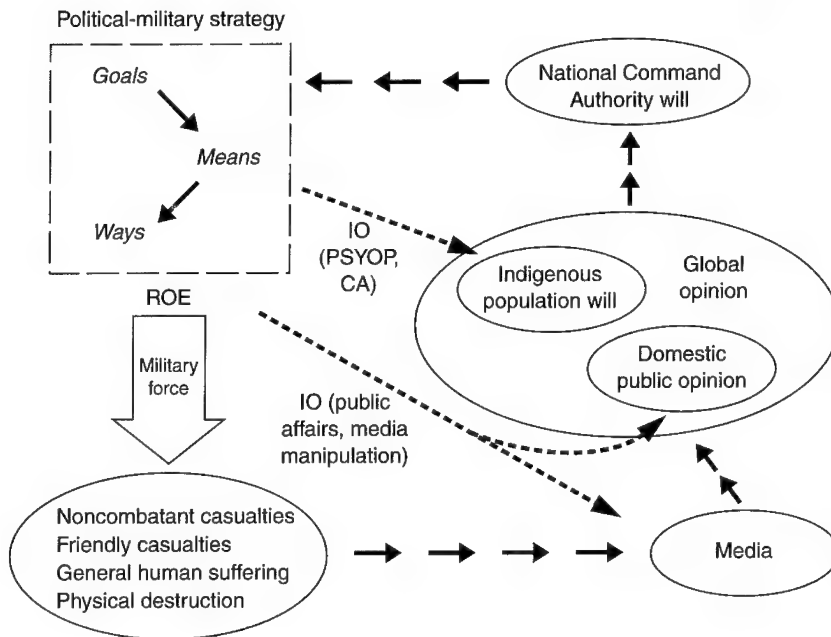 Political-military strategy
Goals
Means
Ways
National Command
Authority will
IO
(PSYOP,
CA)
Indigenous
population will
Global
opinion
Domestic
public opinion
ROE
Military
force
IO (public
affairs, media
manipulation)
Noncombatant casualties
Friendly casualties
General human suffering
Physical destruction
Media